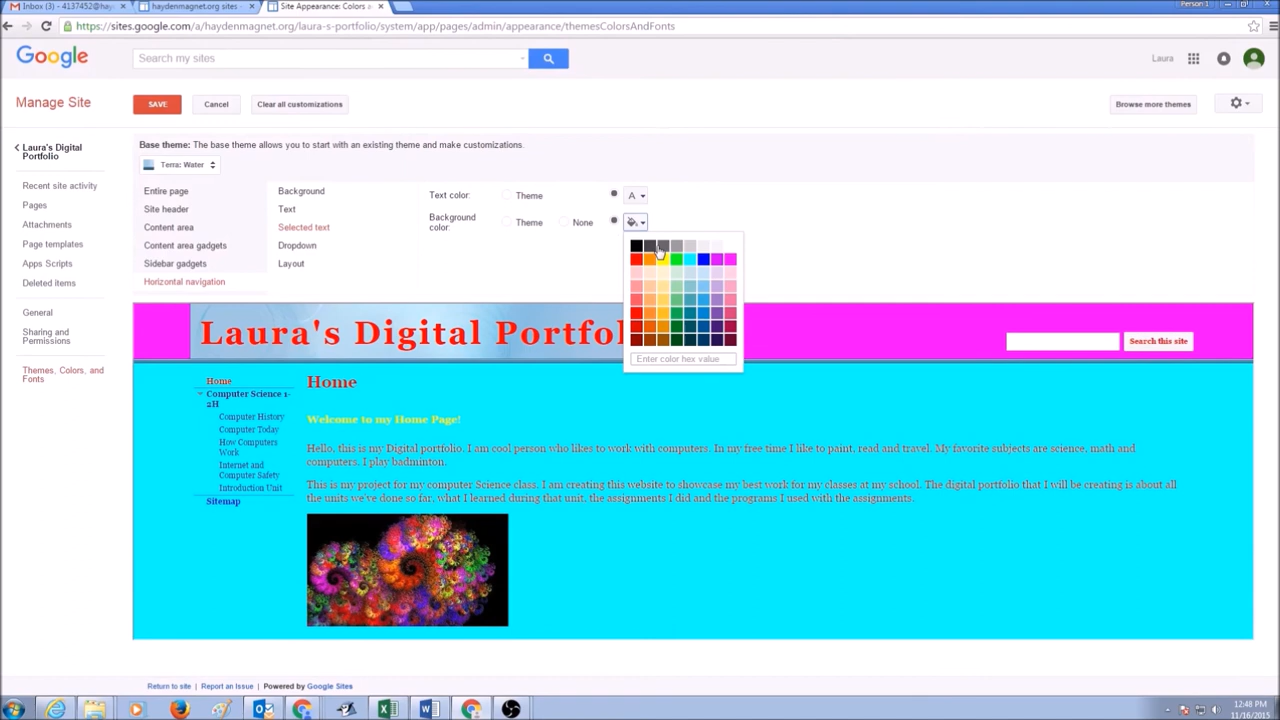 Inbox (3) - 4137452@hay
haydenmagnet.org sites -
Site Appearance: Colors a
Person 1
https://sites.google.com/a/haydenmagnet.org/laura-s-portfolio/system/app/pages/admin/appearance/themesColorsAndFonts
Google
Search my sites
Laura
Manage Site
SAVE
Cancel
Clear all customizations
Browse more themes
Laura's Digital
Portfolio
Recent site activity
Pages
Attachments
Page templates
Apps Scripts
Deleted items
General
Sharing and
Permissions
Themes, Colors, and
Fonts
Base theme: The base theme allows you to start with an existing theme and make customizations.
Terra: Water
Entire page
Site header
Content area
Content area gadgets
Sidebar gadgets
Horizontal navigation
Background
Text
Selected text
Dropdown
Layout
Text color:
Theme
A
Background
color:
Theme
None
Enter color hex value
Laura's Digital Portfol
Search this site
Home
Computer Science 1-
2H
Computer History
Computer Today
How Computers
Work
Internet and
Computer Safety
Introduction Unit
Sitemap
Home
Welcome to my Home Page!
Hello, this is my Digital portfolio. I am cool person who likes to work with computers. In my free time I like to paint, read and travel. My favorite subjects are science, math and
computers. I play badminton.
This is my project for my computer Science class. I am creating this website to showcase my best work for my classes at my school. The digital portfolio that I will be creating is about all
the units we've done so far, what I learned during that unit, the assignments I did and the programs I used with the assignments.
Return to site | Report an Issue | Powered by Google Sites
12:48 PM
11/16/2015